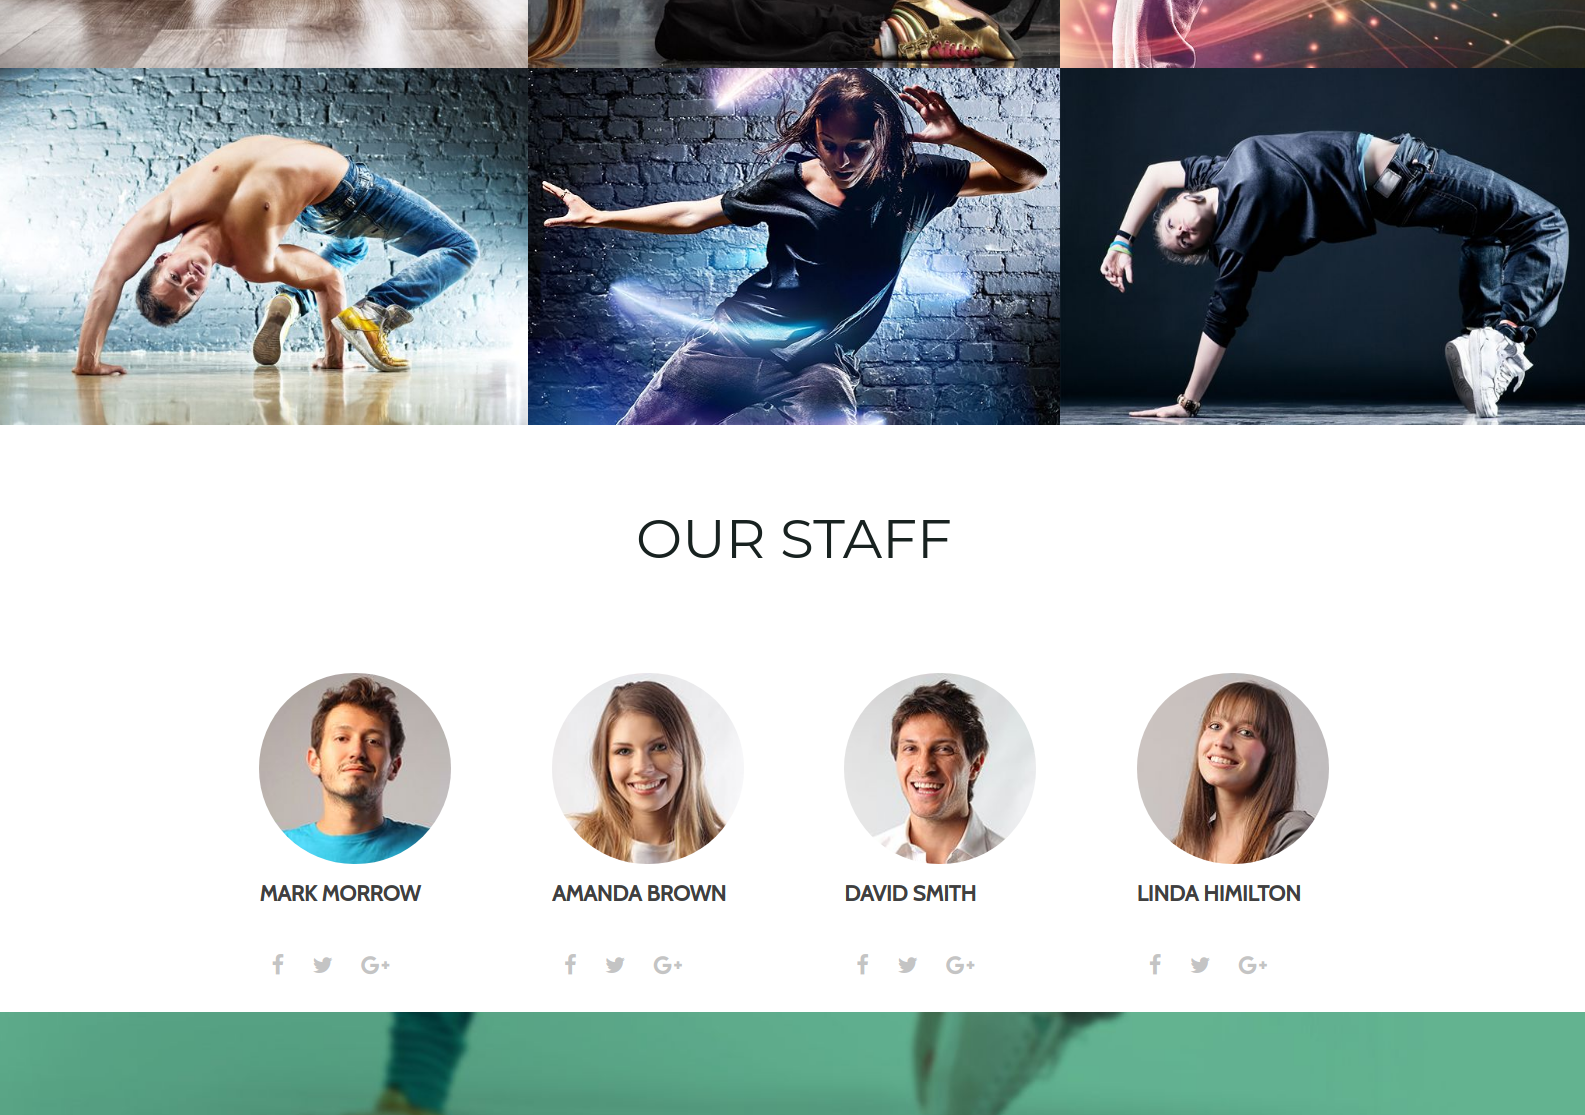 OUR STAFF
MARK MORROW
AMANDA BROWN
DAVID SMITH
LINDA HIMILTON